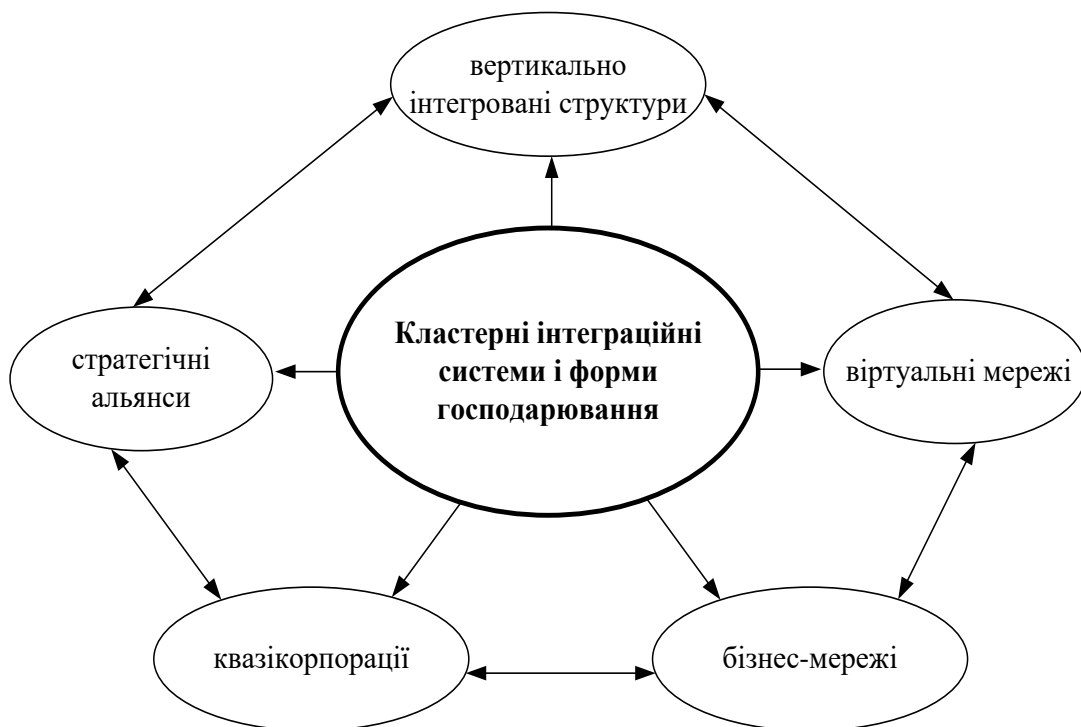 вертикально
інтегровані структури
Кластерні інтеграційні
системи і форми
господарювання
стратегічні
альянси
віртуальні мережі
квазікорпорації
бізнес-мережі